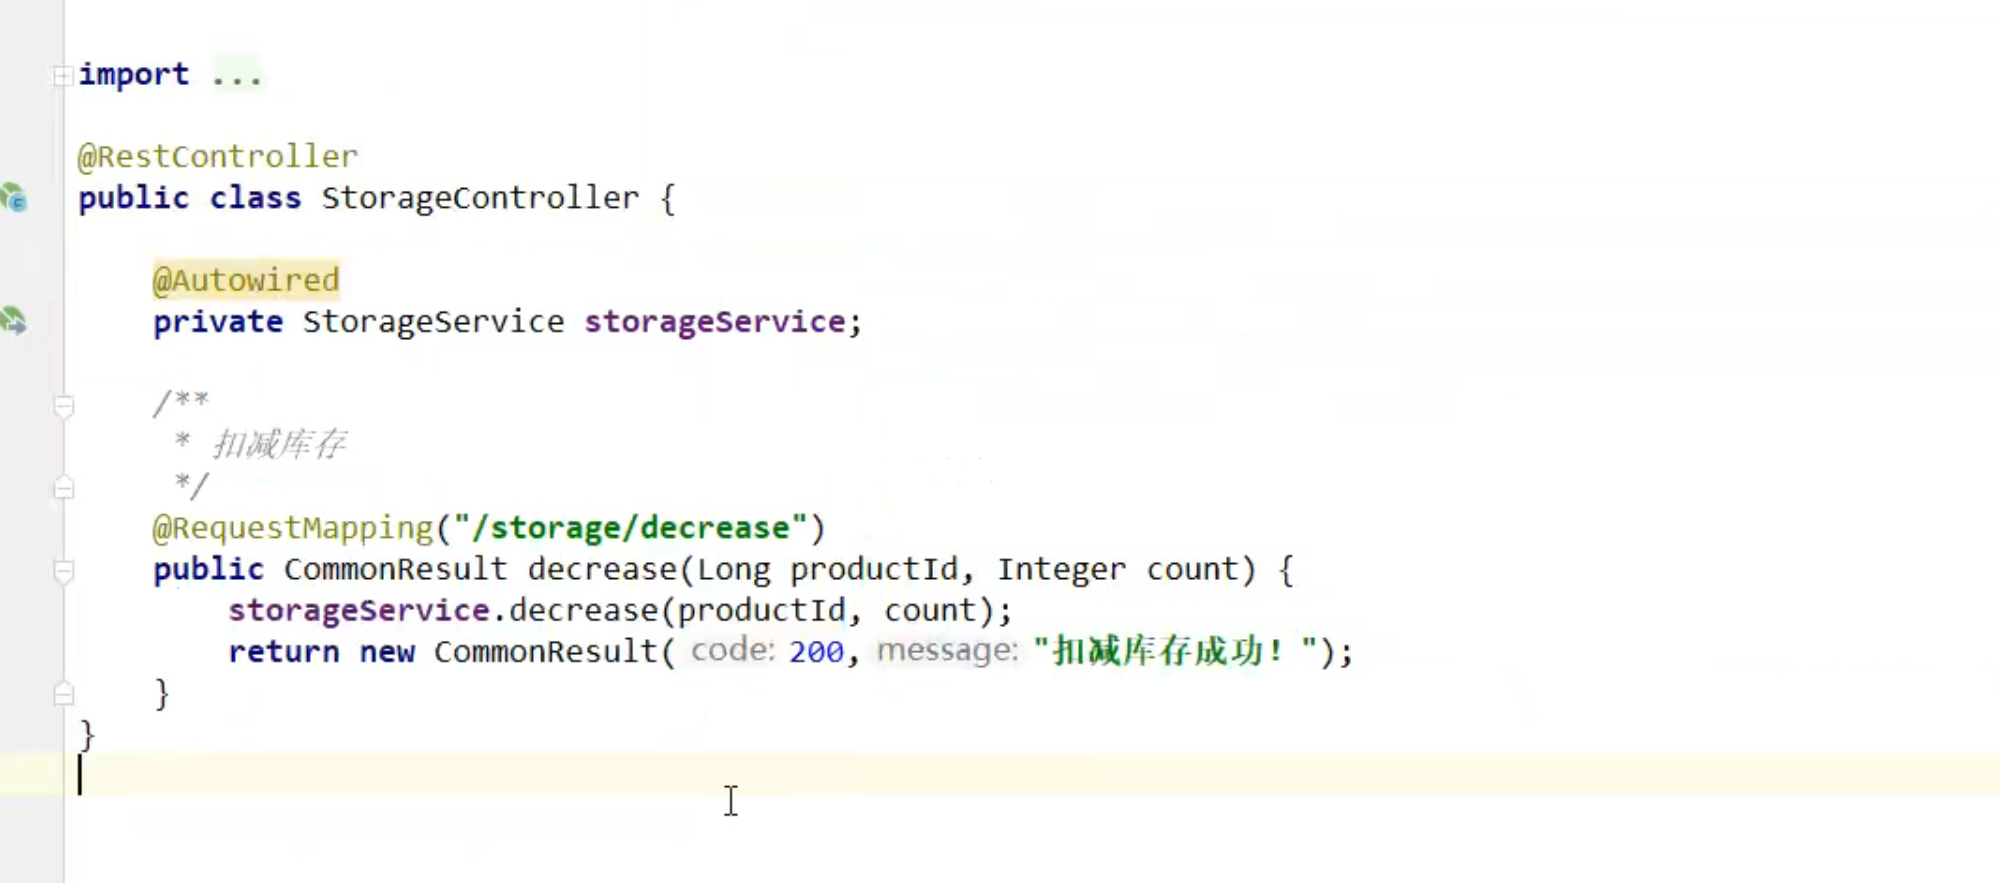 import ...
@RestController
public class StorageController {
@Autowired
private StorageService storageService;
/**
* 扣减库存
*/
@RequestMapping("/storage/decrease")
public CommonResult decrease(Long productId, Integer count) {
storageService.decrease(productId, count);
return new CommonResult( code: 200, message: "扣减库存成功！");
}
}